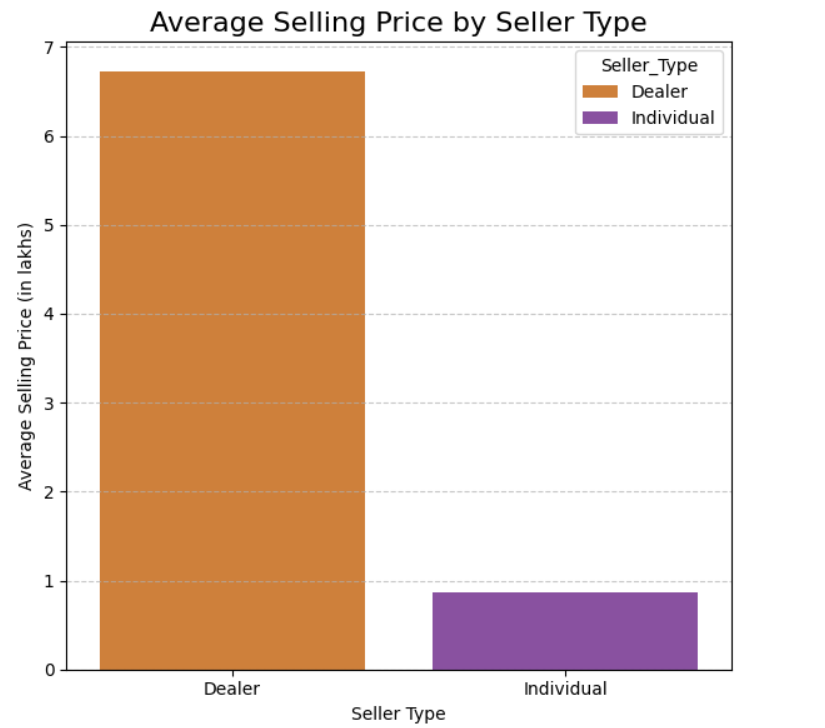 Average Selling Price by Seller Type
Average Selling Price (in lakhs)
7
6
5
4
3
2
1
0
Seller_Type
Dealer
Individual
Dealer
Individual
Seller Type